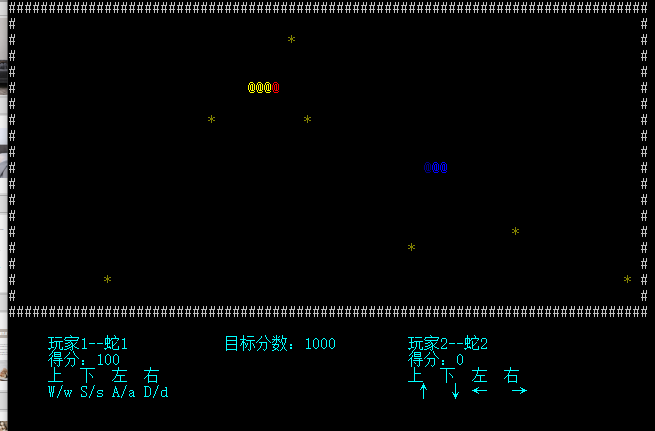 玩家1--蛇1 目标分数：1000 玩家2--蛇2
得分：100 得分：0
上 下 左 右 上 下 左 右
W/w S/s A/a D/d ↑ ↓ ← →